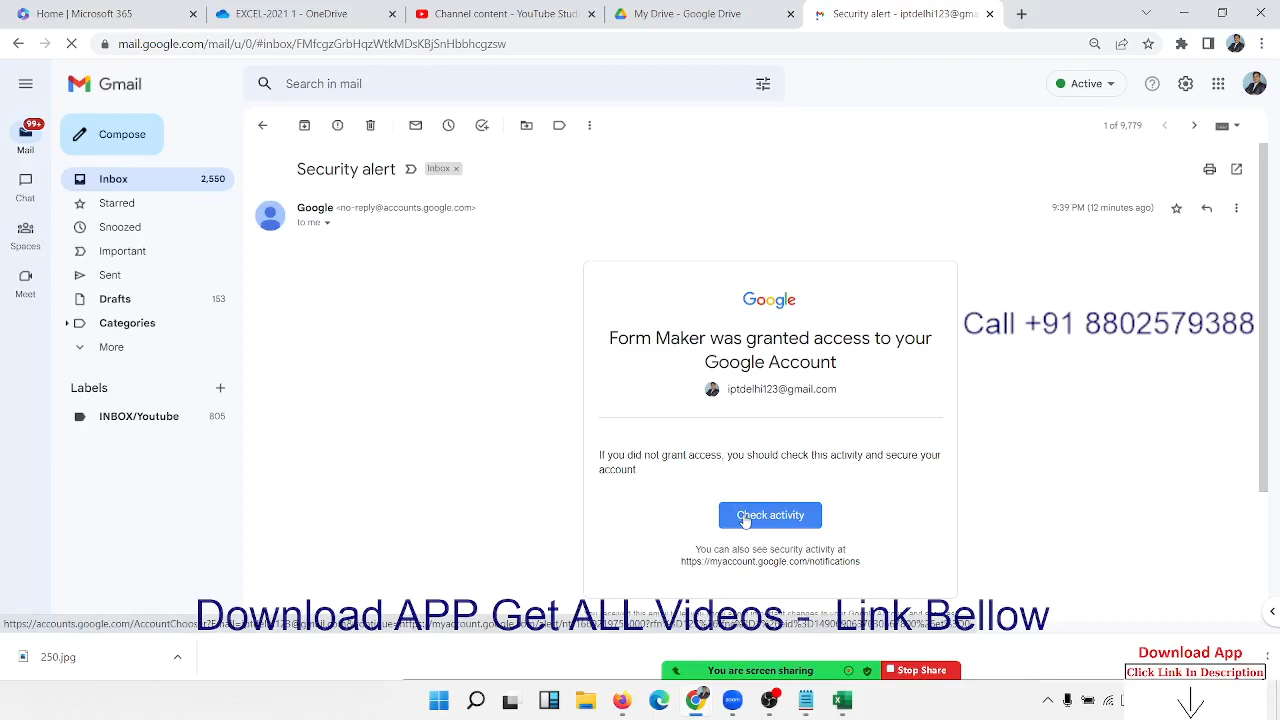 Home | Microsoft 365
EXCEL-2021 1 - OneDrive
Channel content - YouTube Stud
My Drive - Google Drive
Security alert - iptdelhi123@gma
mail.google.com/mail/u/0/#inbox/FMfcgzGrbHqzWtkMDsKBjSnHbbhcgzsw
Gmail
Search in mail
Active
99+
Mail
Chat
Spaces
Meet
Compose
Inbox 2,550
Starred
Snoozed
Important
Sent
Drafts 153
Categories
More
Labels
INBOX/Youtube 805
1 of 9,779
Security alert
Inbox ×
Google <no-reply@accounts.google.com>
9:39 PM (12 minutes ago)
to me
Google
Form Maker was granted access to your
Google Account
iptdelhi123@gmail.com
If you did not grant access, you should check this activity and secure your
account
Check activity
You can also see security activity at
https://myaccount.google.com/notifications
Call +91 8802579388
Download APP Get ALL Videos - Link Bellow
250.jpg
You are screen sharing
Stop Share
zoom
Download App
Click Link In Description